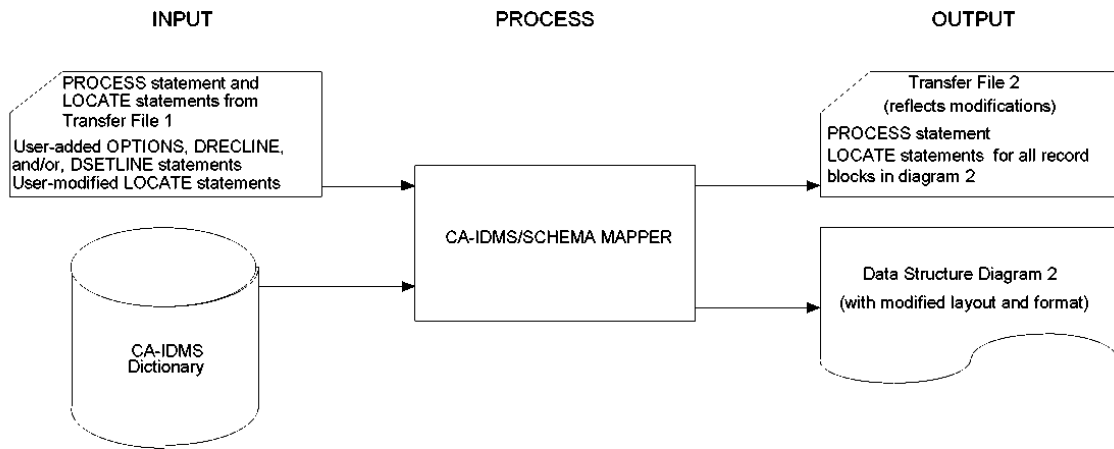 INPUT
PROCESS
OUTPUT
PROCESS statement and
LOCATE statements from
Transfer File 1
User-added OPTIONS, DRECLINE,
and/or, DSETLINE statements
User-modified LOCATE statements
CA-IDMS
Dictionary
CA-IDMS/SCHEMA MAPPER
Transfer File 2
(reflects modifications)
PROCESS statement
LOCATE statements for all record
blocks in diagram 2
Data Structure Diagram 2
(with modified layout and format)